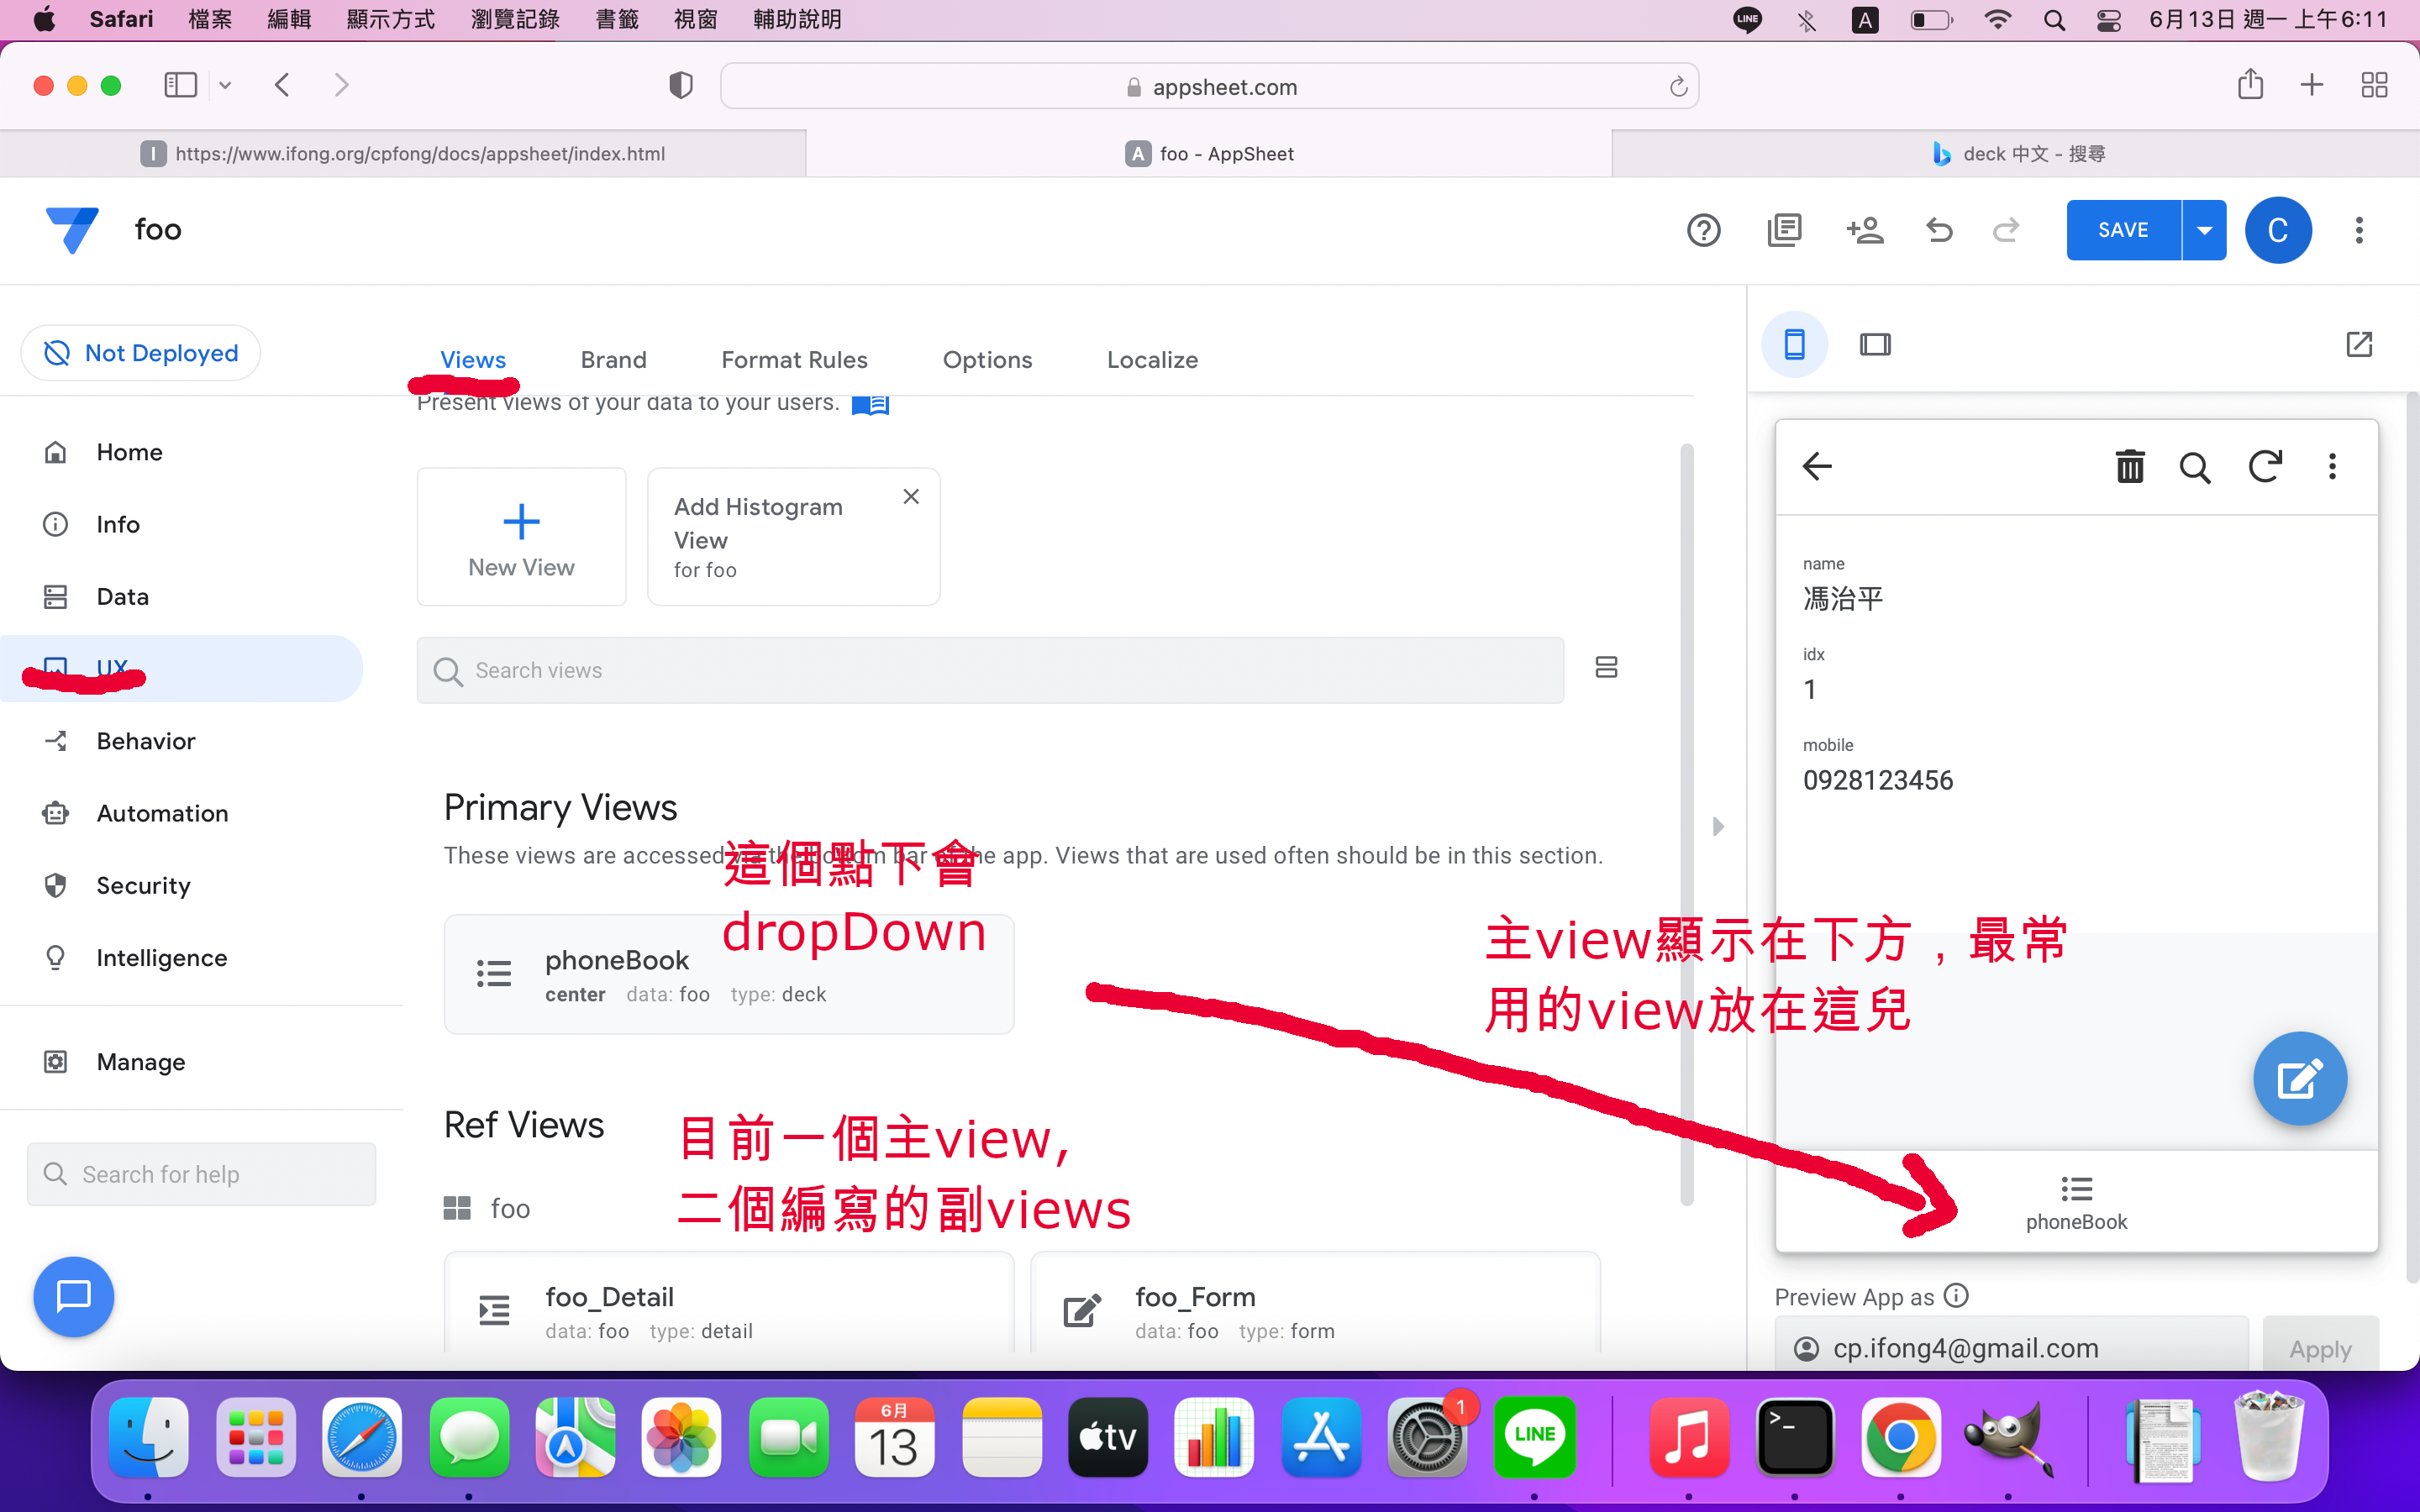 Safari 檔案 編輯 顯示方式 瀏覽記錄 書籤 視窗 輔助說明 LINE A 6月13日 週一 上午6:11
appsheet.com
I https://www.ifong.org/cpfong/docs/appsheet/index.html
A foo - AppSheet
deck 中文 - 搜尋
foo
SAVE
C
Not Deployed
Views Brand Format Rules Options Localize
Present views of your data to your users.
Home
Info
Data
UX
Behavior
Automation
Security
Intelligence
Manage
Search for help
New View
Add Histogram
View
for foo
Search views
Primary Views
These views are accessed via the bottom bar of the app. Views that are used often should be in this section.
這個點下會
dropDown
phoneBook
center data: foo type: deck
主view顯示在下方，最常
用的view放在這兒
Ref Views
目前一個主view,
二個編寫的副views
foo
foo_Detail
data: foo type: detail
foo_Form
data: foo type: form
name
馮治平
idx
1
mobile
0928123456
phoneBook
Preview App as
cp.ifong4@gmail.com
Apply
6月
13
tv
1
LINE
>_